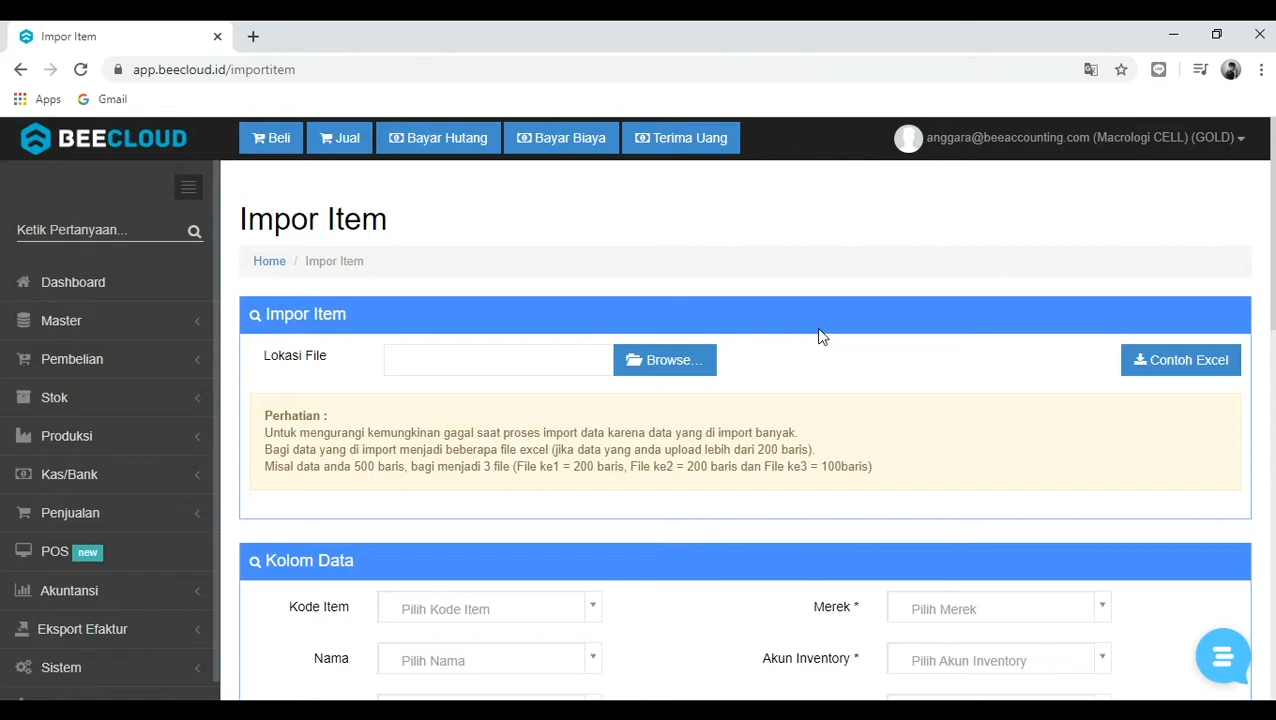 Impor Item
app.beecloud.id/importitem
Apps
Gmail
BEECLOUD
Beli
Jual
Bayar Hutang
Bayar Biaya
Terima Uang
anggara@beeaccounting.com (Macrologi CELL) (GOLD)
Ketik Pertanyaan...
Dashboard
Master
Pembelian
Stok
Produksi
Kas/Bank
Penjualan
POS new
Akuntansi
Eksport Efaktur
Sistem
Impor Item
Home / Impor Item
Impor Item
Lokasi File
Browse...
Contoh Excel
Perhatian :
Untuk mengurangi kemungkinan gagal saat proses import data karena data yang di import banyak.
Bagi data yang di import menjadi beberapa file excel (jika data yang anda upload lebih dari 200 baris).
Misal data anda 500 baris, bagi menjadi 3 file (File ke1 = 200 baris, File ke2 = 200 baris dan File ke3 = 100baris)
Kolom Data
Kode Item
Pilih Kode Item
Merek *
Pilih Merek
Nama
Pilih Nama
Akun Inventory *
Pilih Akun Inventory